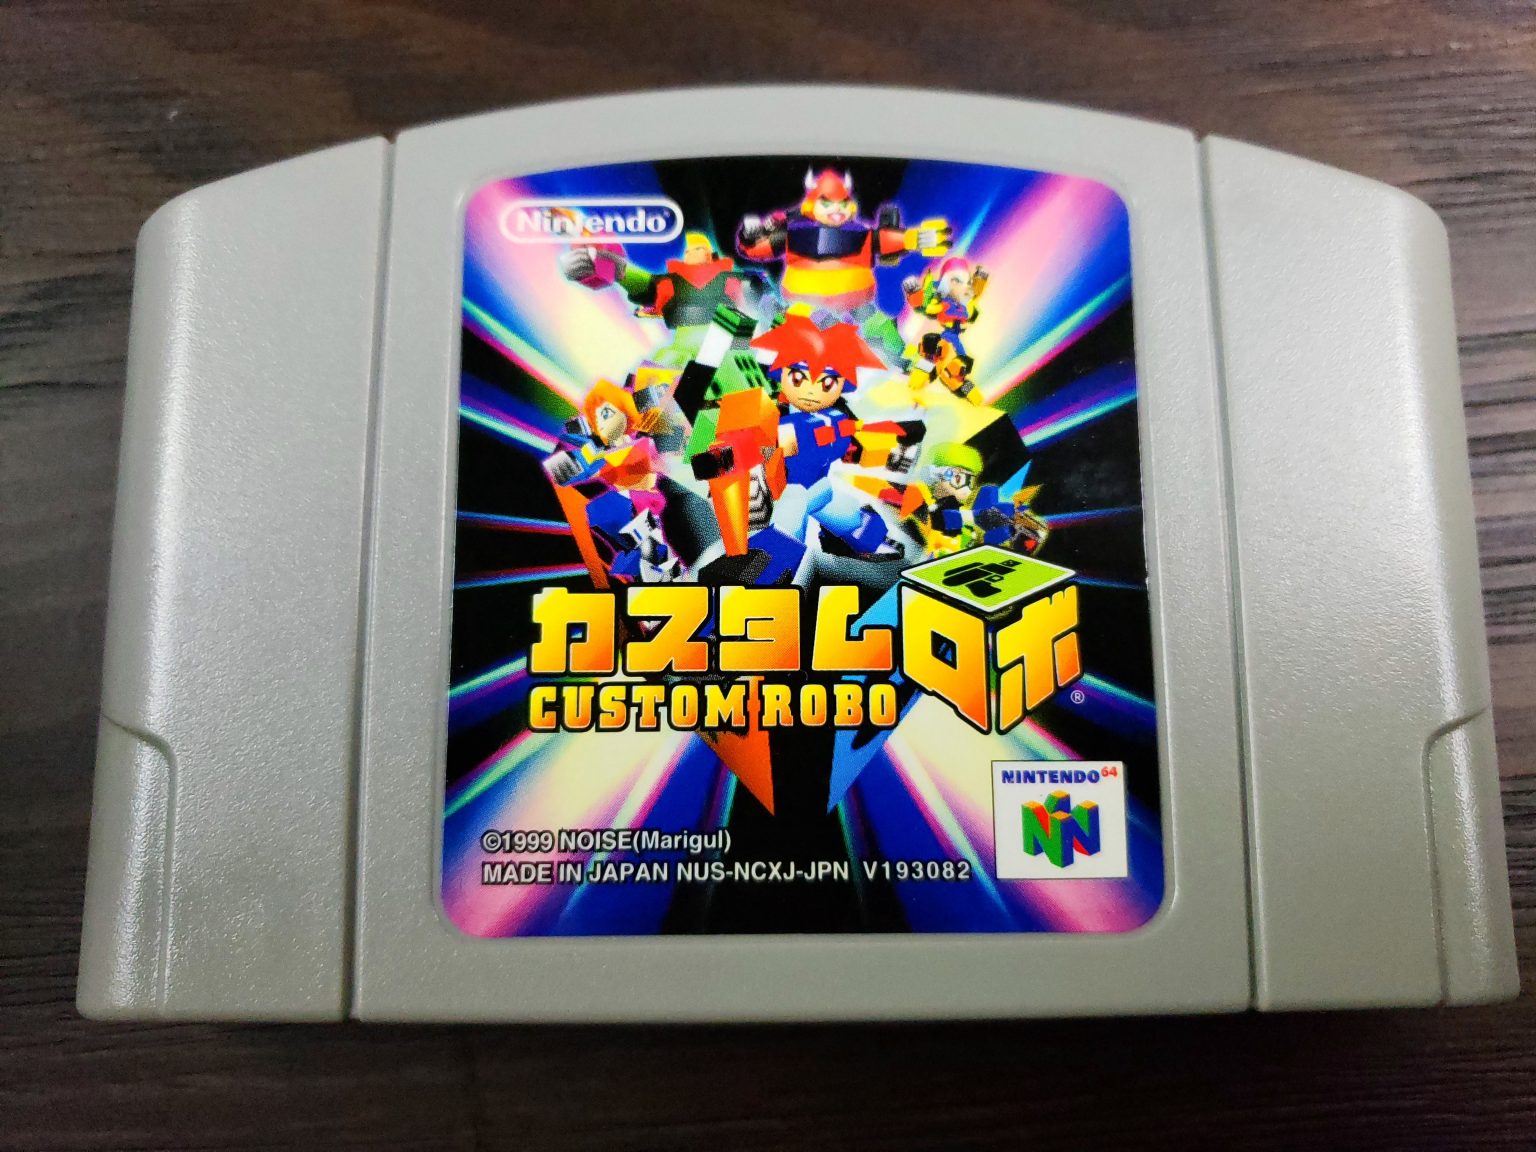 Nintendo®
カスタムロボ
CUSTOM ROBO
®
NINTENDO64
©1999 NOISE(Marigul)
MADE IN JAPAN NUS-NCXJ-JPN V193082